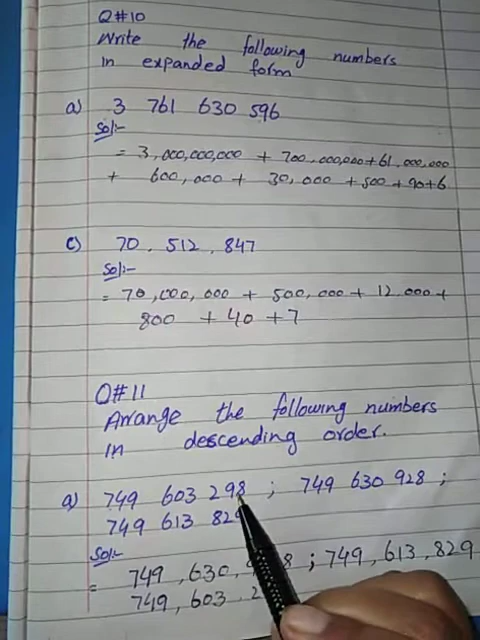 Q#10
Write the following numbers
in expanded form
a) 3 761 630 596
Sol:-
= 3,000,000,000 + 700,000,000 + 61,000,000
+ 600,000 + 30,000 + 500 + 90 + 6
c) 70, 512, 847
Sol:-
= 70,000,000 + 500,000 + 12,000 +
800 + 40 + 7
Q#11
Arrange the following numbers
in descending order.
a) 749 603 298 ; 749 630 928 ;
749 613 829
Sol:-
= 749,630, 8 ; 749, 613, 829
749, 603, 2